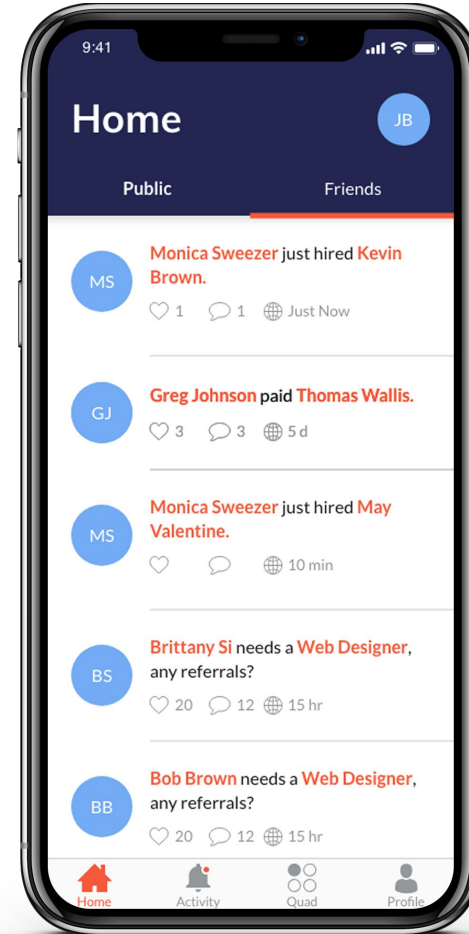 9:41
Home
JB
Public Friends
MS
Monica Sweezer just hired Kevin
Brown.
1 1 Just Now
GJ
Greg Johnson paid Thomas Wallis.
3 3 5 d
MS
Monica Sweezer just hired May
Valentine.
10 min
BS
Brittany Si needs a Web Designer,
any referrals?
20 12 15 hr
BB
Bob Brown needs a Web Designer,
any referrals?
20 12 15 hr
Home Activity Quad Profile